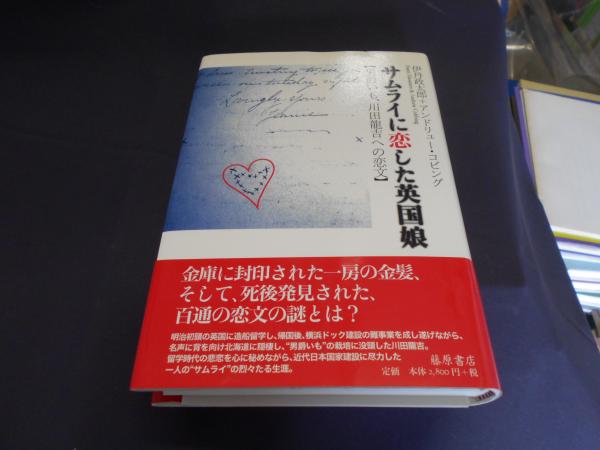 伊丹政太郎+アンドリュー・コビング
サムライに恋した英国娘
【男爵いも、川田龍吉への恋文】
Lovingly Yours
Jennie
金庫に封印された一房の金髪、
そして、死後発見された、
百通の恋文の謎とは?
明治初頭の英国に造船留学し、帰国後、横浜ドック建設の難事業を成し遂げながら、
名声に背を向け北海道に隠棲し、“男爵いも”の栽培に没頭した川田龍吉。
留学時代の悲恋を心に秘めながら、近代日本国家建設に尽力した
一人の“サムライ”の烈々たる生涯。
藤原書店
定価 本体2,800円+税